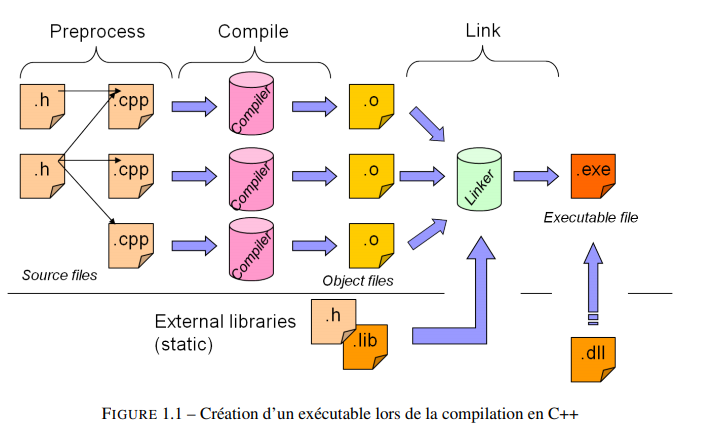 Preprocess
Compile
Link
.h
.cpp
Compiler
.o
.h
.cpp
Compiler
.o
Linker
.exe
Executable file
.cpp
Compiler
.o
Source files
Object files
External libraries
(static)
.h
.lib
.dll
FIGURE 1.1 – Création d’un exécutable lors de la compilation en C++